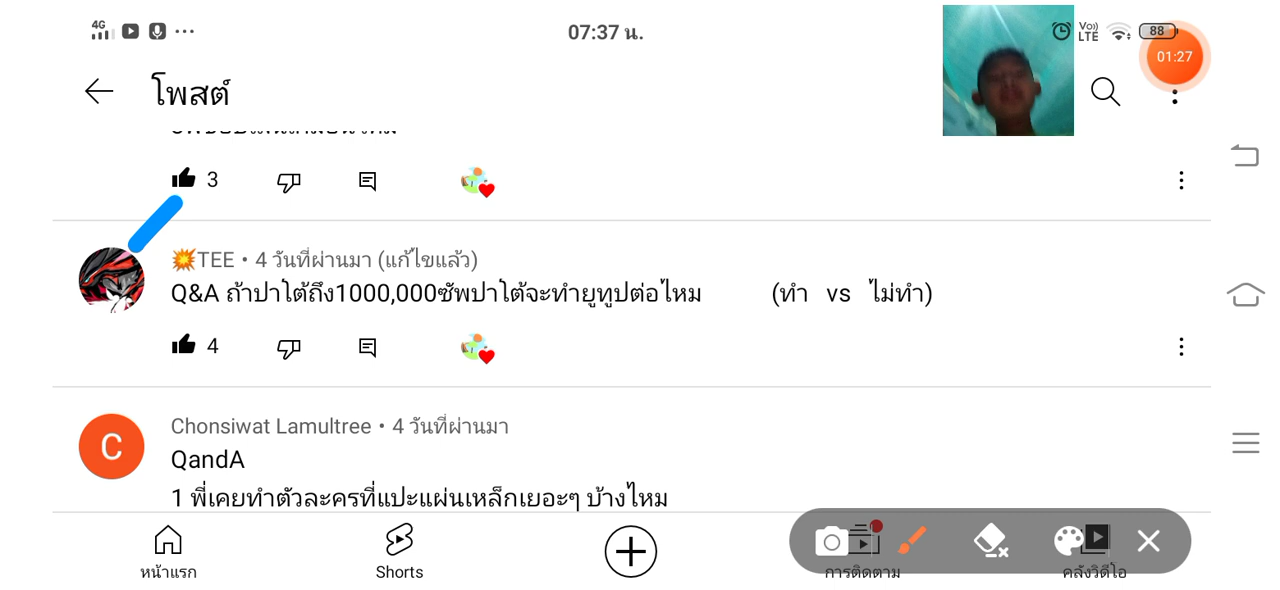 4G
07:37 น.
Vo))
LTE
88
01:27
โพสต์
3
💥TEE • 4 วันที่ผ่านมา (แก้ไขแล้ว)
Q&A ถ้าปาโต้ถึง1000,000ซัพปาโต้จะทำยูทูปต่อไหม (ทำ vs ไม่ทำ)
4
C
Chonsiwat Lamultree • 4 วันที่ผ่านมา
QandA
1 พี่เคยทำตัวละครที่แปะแผ่นเหล็กเยอะๆ บ้างไหม
หน้าแรก
Shorts
การติดตาม
คลังวิดีโอ